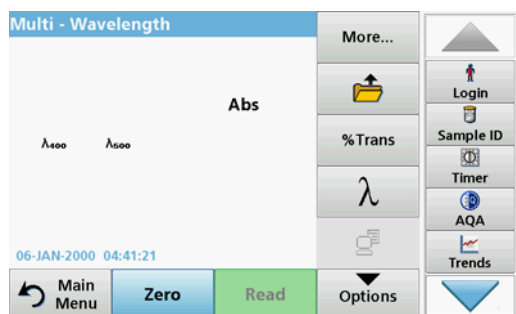 Multi - Wavelength
More...
Login
Abs
Sample ID
%Trans
λ400 λ500
Timer
λ
AQA
06-JAN-2000 04:41:21
Trends
Main
Menu
Zero
Read
Options